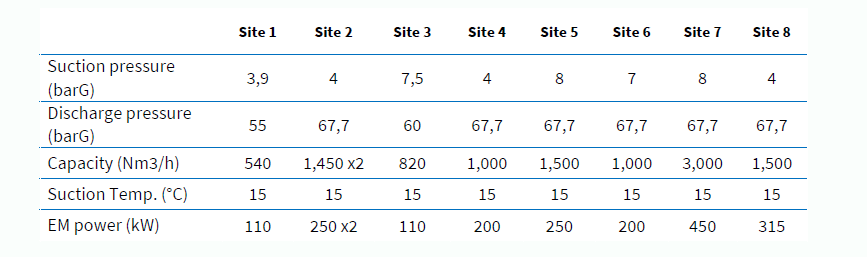 Site 1 Site 2 Site 3 Site 4 Site 5 Site 6 Site 7 Site 8
Suction pressure
(barG) 3,9 4 7,5 4 8 7 8 4
Discharge pressure
(barG) 55 67,7 60 67,7 67,7 67,7 67,7 67,7
Capacity (Nm3/h) 540 1,450 x2 820 1,000 1,500 1,000 3,000 1,500
Suction Temp. (°C) 15 15 15 15 15 15 15 15
EM power (kW) 110 250 x2 110 200 250 200 450 315